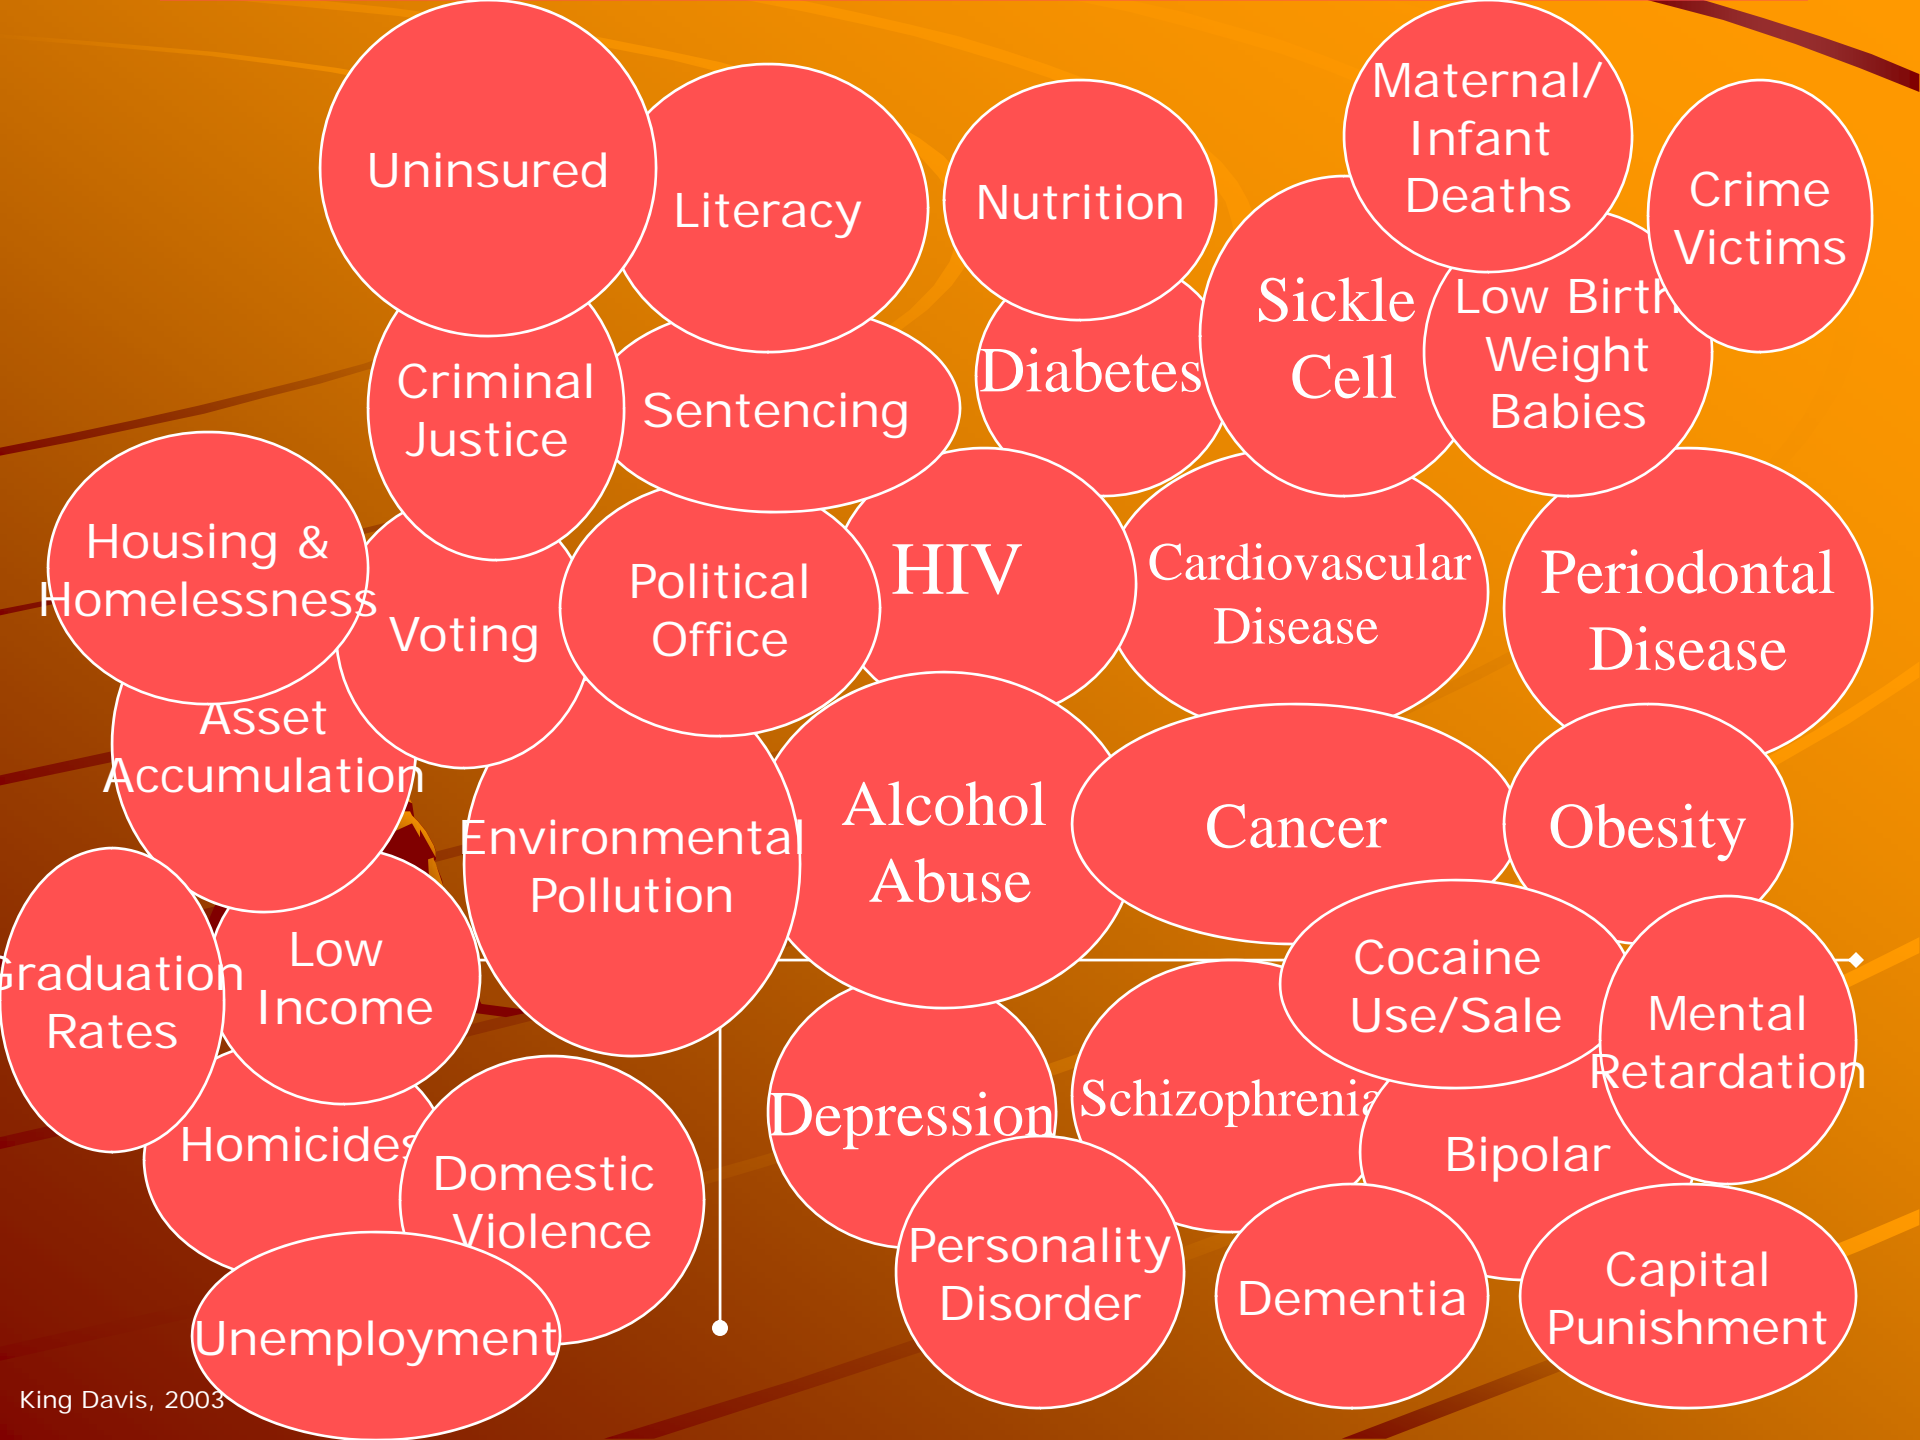 Uninsured
Literacy
Nutrition
Maternal/
Infant
Deaths
Crime
Victims
Criminal
Justice
Sentencing
Diabetes
Sickle
Cell
Low Birth
Weight
Babies
Housing &
Homelessness
Voting
Political
Office
HIV
Cardiovascular
Disease
Periodontal
Disease
Asset
Accumulation
Environmental
Pollution
Alcohol
Abuse
Cancer
Obesity
Graduation
Rates
Low
Income
Cocaine
Use/Sale
Mental
Retardation
Homicides
Domestic
Violence
Depression
Schizophrenia
Bipolar
Unemployment
Personality
Disorder
Dementia
Capital
Punishment
King Davis, 2003